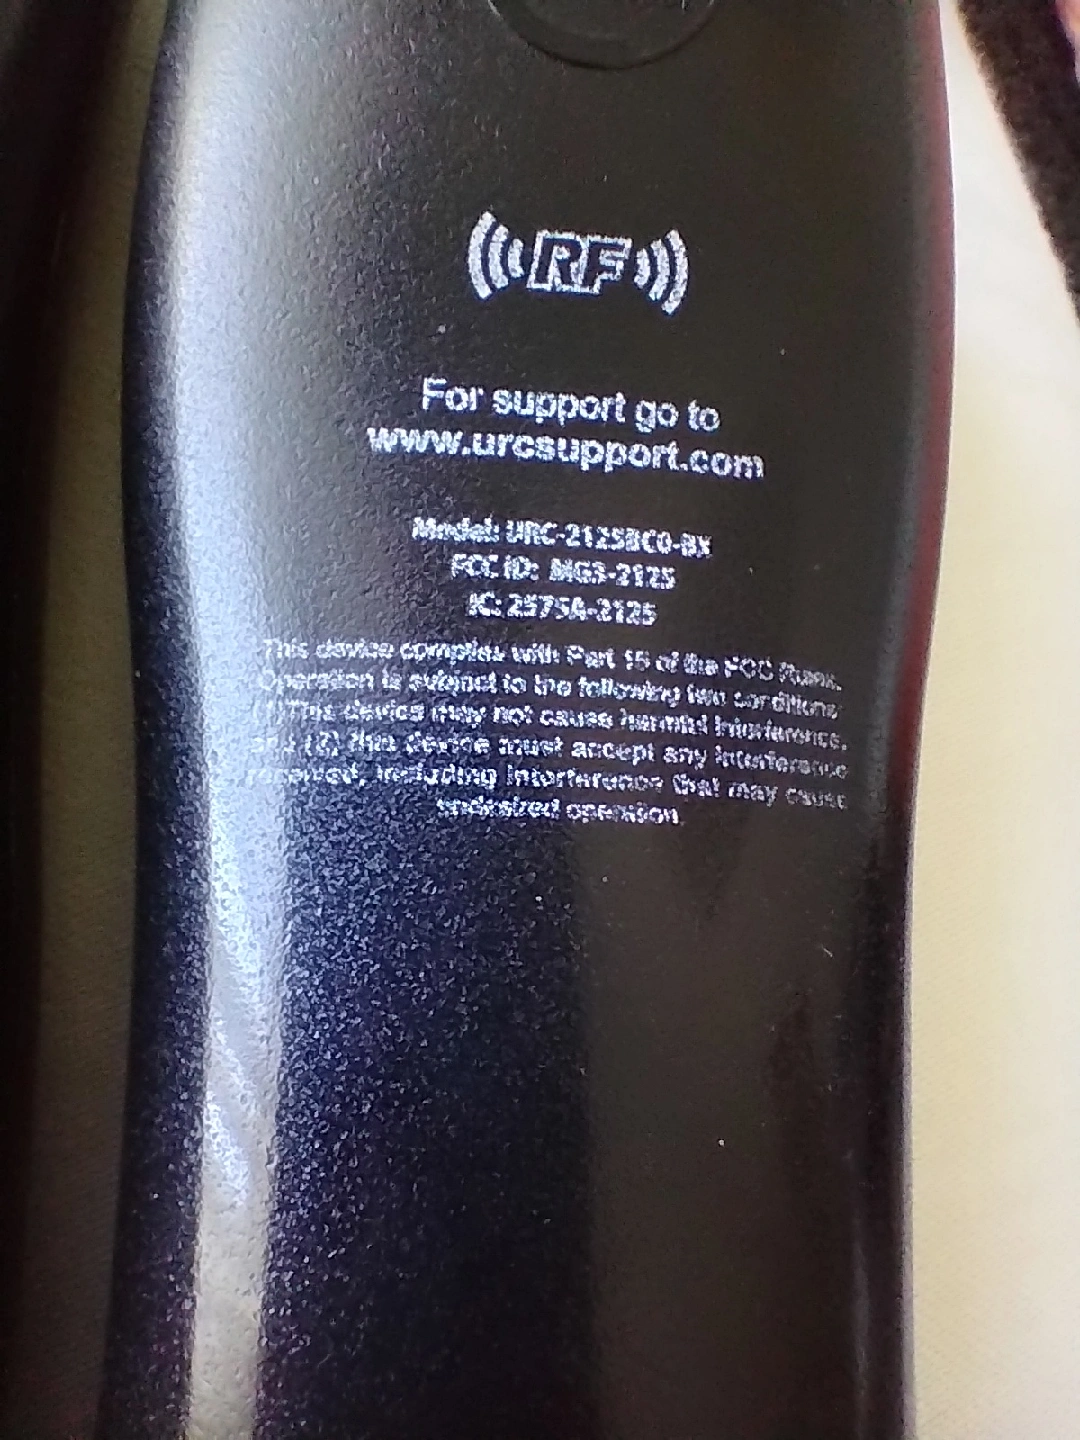 RF
For support go to
www.urcsupport.com
Model: URC-2125BC0-BX
FCC ID: MG3-2125
IC: 2575A-2125
This device complies with Part 15 of the FCC Rules.
Operation is subject to the following two conditions:
(1) This device may not cause harmful interference,
and (2) this device must accept any interference
received, including interference that may cause
undesired operation.